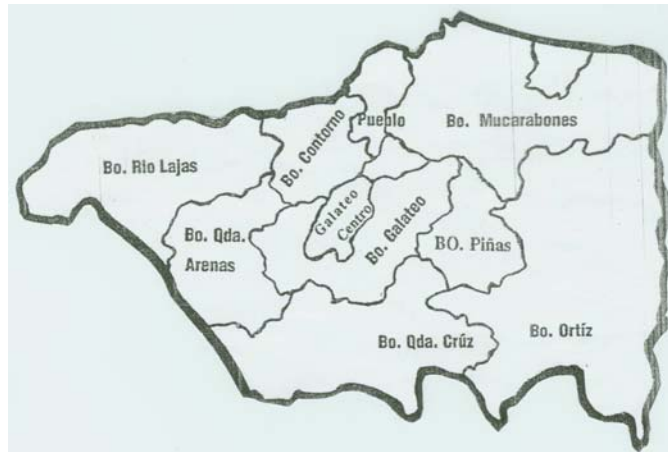 Pueblo
Bo. Mucarabones
Bo. Contorno
Bo. Rio Lajas
Galateo
Centro
Bo. Galateo
Bo. Qda.
Arenas
BO. Piñas
Bo. Ortíz
Bo. Qda. Crúz